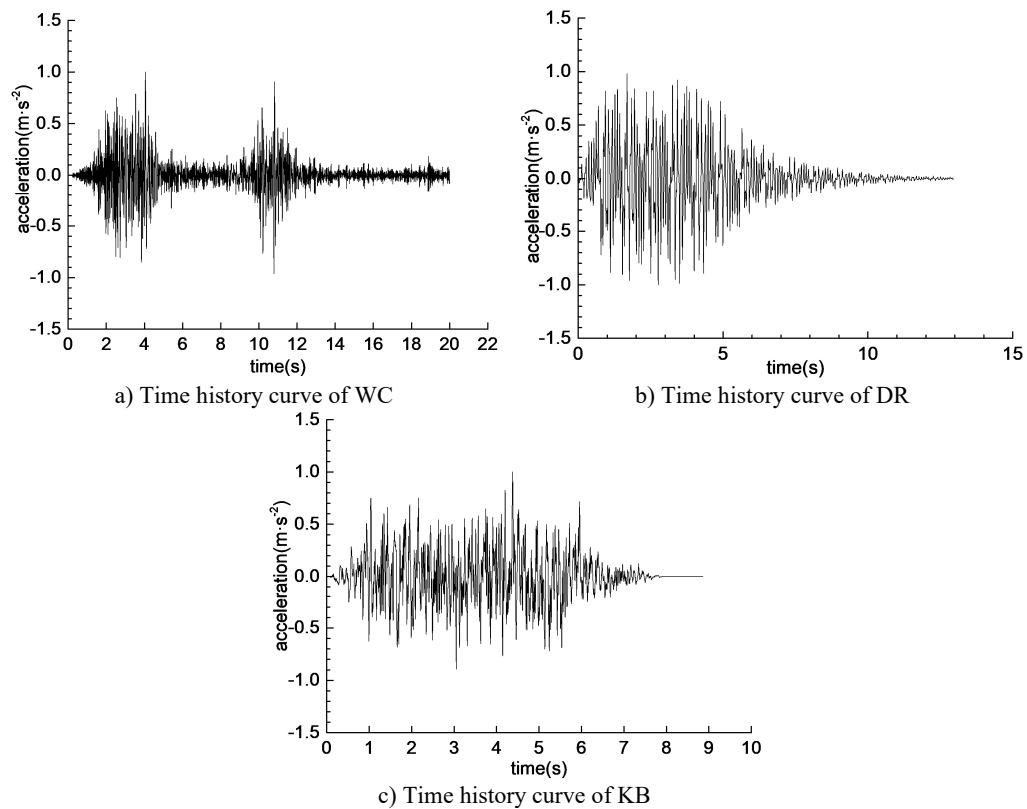 1.5
1.0
0.5
0.0
-0.5
-1.0
-1.5
acceleration(m·s⁻²)
0 2 4 6 8 10 12 14 16 18 20 22
time(s)
a) Time history curve of WC
1.5
1.0
0.5
0.0
-0.5
-1.0
-1.5
acceleration(m·s⁻²)
0 5 10 15
time(s)
b) Time history curve of DR
1.5
1.0
0.5
0.0
-0.5
-1.0
-1.5
acceleration(m·s⁻²)
0 1 2 3 4 5 6 7 8 9 10
time(s)
c) Time history curve of KB